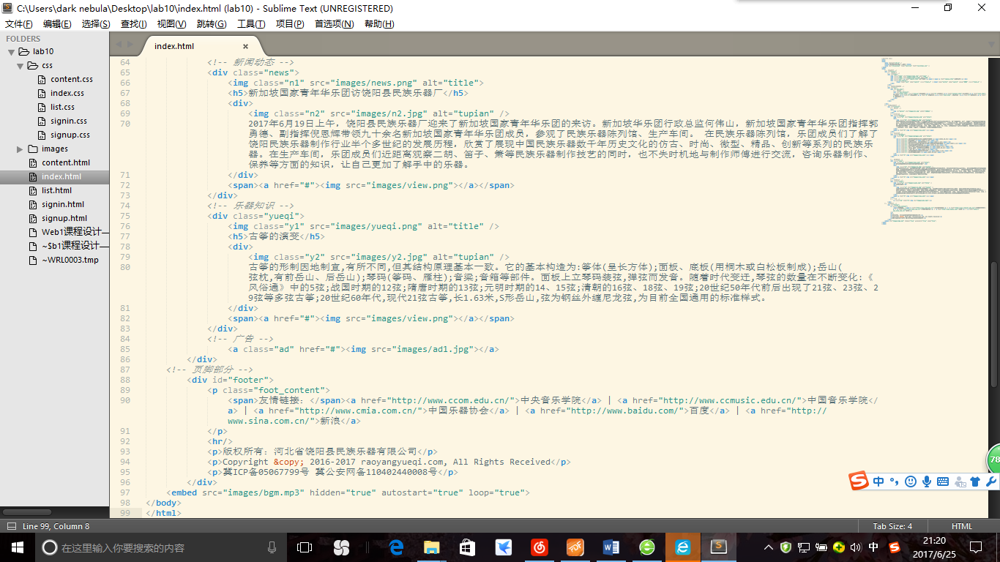 C:\Users\dark nebula\Desktop\lab10\index.html (lab10) - Sublime Text (UNREGISTERED)
文件(F) 编辑(E) 选择(S) 查找(I) 视图(V) 跳转(G) 工具(T) 项目(P) 首选项(N) 帮助(H)
FOLDERS
lab10
css
content.css
index.css
list.css
signin.css
signup.css
images
content.html
index.html
list.html
signin.html
signup.html
Web1课程设计—
~$b1课程设计—
~WRL0003.tmp
index.html ×
64 <!-- 新闻动态 -->
65 <div class="news">
66 <img class="n1" src="images/news.png" alt="title">
67 <h5>新加坡国家青年华乐团访饶阳县民族乐器厂</h5>
68 <div>
69 <img class="n2" src="images/n2.jpg" alt="tupian" />
70 2017年6月19日上午，饶阳县民族乐器厂迎来了新加坡国家青年华乐团的来访。新加坡华乐团行政总监何伟山，新加坡国家青年华乐团指挥郭
勇德、副指挥倪恩辉带领九十余名新加坡国家青年华乐团成员，参观了民族乐器陈列馆、生产车间。 在民族乐器陈列馆，乐团成员们了解了
饶阳民族乐器制作行业半个多世纪的发展历程，欣赏了展现中国民族乐器数千年历史文化的仿古、时尚、微型、精品、创新等系列的民族乐
器。在生产车间，乐团成员们近距离观察二胡、笛子、箫等民族乐器制作技艺的同时，也不失时机地与制作师傅进行交流，咨询乐器制作、
保养等方面的知识，让自己更加了解手中的乐器。
71 </div>
72 <span><a href="#"><img src="images/view.png"></a></span>
73 </div>
74 <!-- 乐器知识 -->
75 <div class="yueqi">
76 <img class="y1" src="images/yueqi.png" alt="title" />
77 <h5>古筝的演变</h5>
78 <div>
79 <img class="y2" src="images/y2.jpg" alt="tupian" />
80 古筝的形制因地制宜,有所不同,但其结构原理基本一致。它的基本构造为:筝体(呈长方体);面板、底板(用桐木或白松板制成);岳山(
弦枕,有前岳山、后岳山);琴码(筝码、雁柱);音梁;音箱等部件。面板上立琴码装弦,弹弦而发音。随着时代变迁,琴弦的数量在不断变化:《
风俗通》中的5弦;战国时期的12弦;隋唐时期的13弦;元明时期的14、15弦;清朝的16弦、18弦、19弦;20世纪50年代前后出现了21弦、23弦、2
9弦等多弦古筝;20世纪60年代,现代21弦古筝,长1.63米,S形岳山,弦为钢丝外缠尼龙弦,为目前全国通用的标准样式。
81 </div>
82 <span><a href="#"><img src="images/view.png"></a></span>
83 </div>
84 <!-- 广告 -->
85 <a class="ad" href="#"><img src="images/ad1.jpg"></a>
86 </div>
87 <!-- 页脚部分 -->
88 <div id="footer">
89 <p class="foot_content">
90 <span>友情链接：</span><a href="http://www.ccom.edu.cn/">中央音乐学院</a> | <a href="http://www.ccmusic.edu.cn/">中国音乐学院</
a> | <a href="http://www.cmia.com.cn/">中国乐器协会</a> | <a href="http://www.baidu.com/">百度</a> | <a href="http://
www.sina.com.cn/">新浪</a>
91 </p>
92 <hr/>
93 <p>版权所有：河北省饶阳县民族乐器有限公司</p>
94 <p>Copyright &copy; 2016-2017 raoyangyueqi.com, All Rights Received</p>
95 <p>冀ICP备05067799号 冀公安网备110402440008号</p>
96 </div>
97 <embed src="images/bgm.mp3" hidden="true" autostart="true" loop="true">
98 </body>
99 </html>
78
中
Line 99, Column 8 Tab Size: 4 HTML
在这里输入你要搜索的内容
中
21:20
2017/6/25